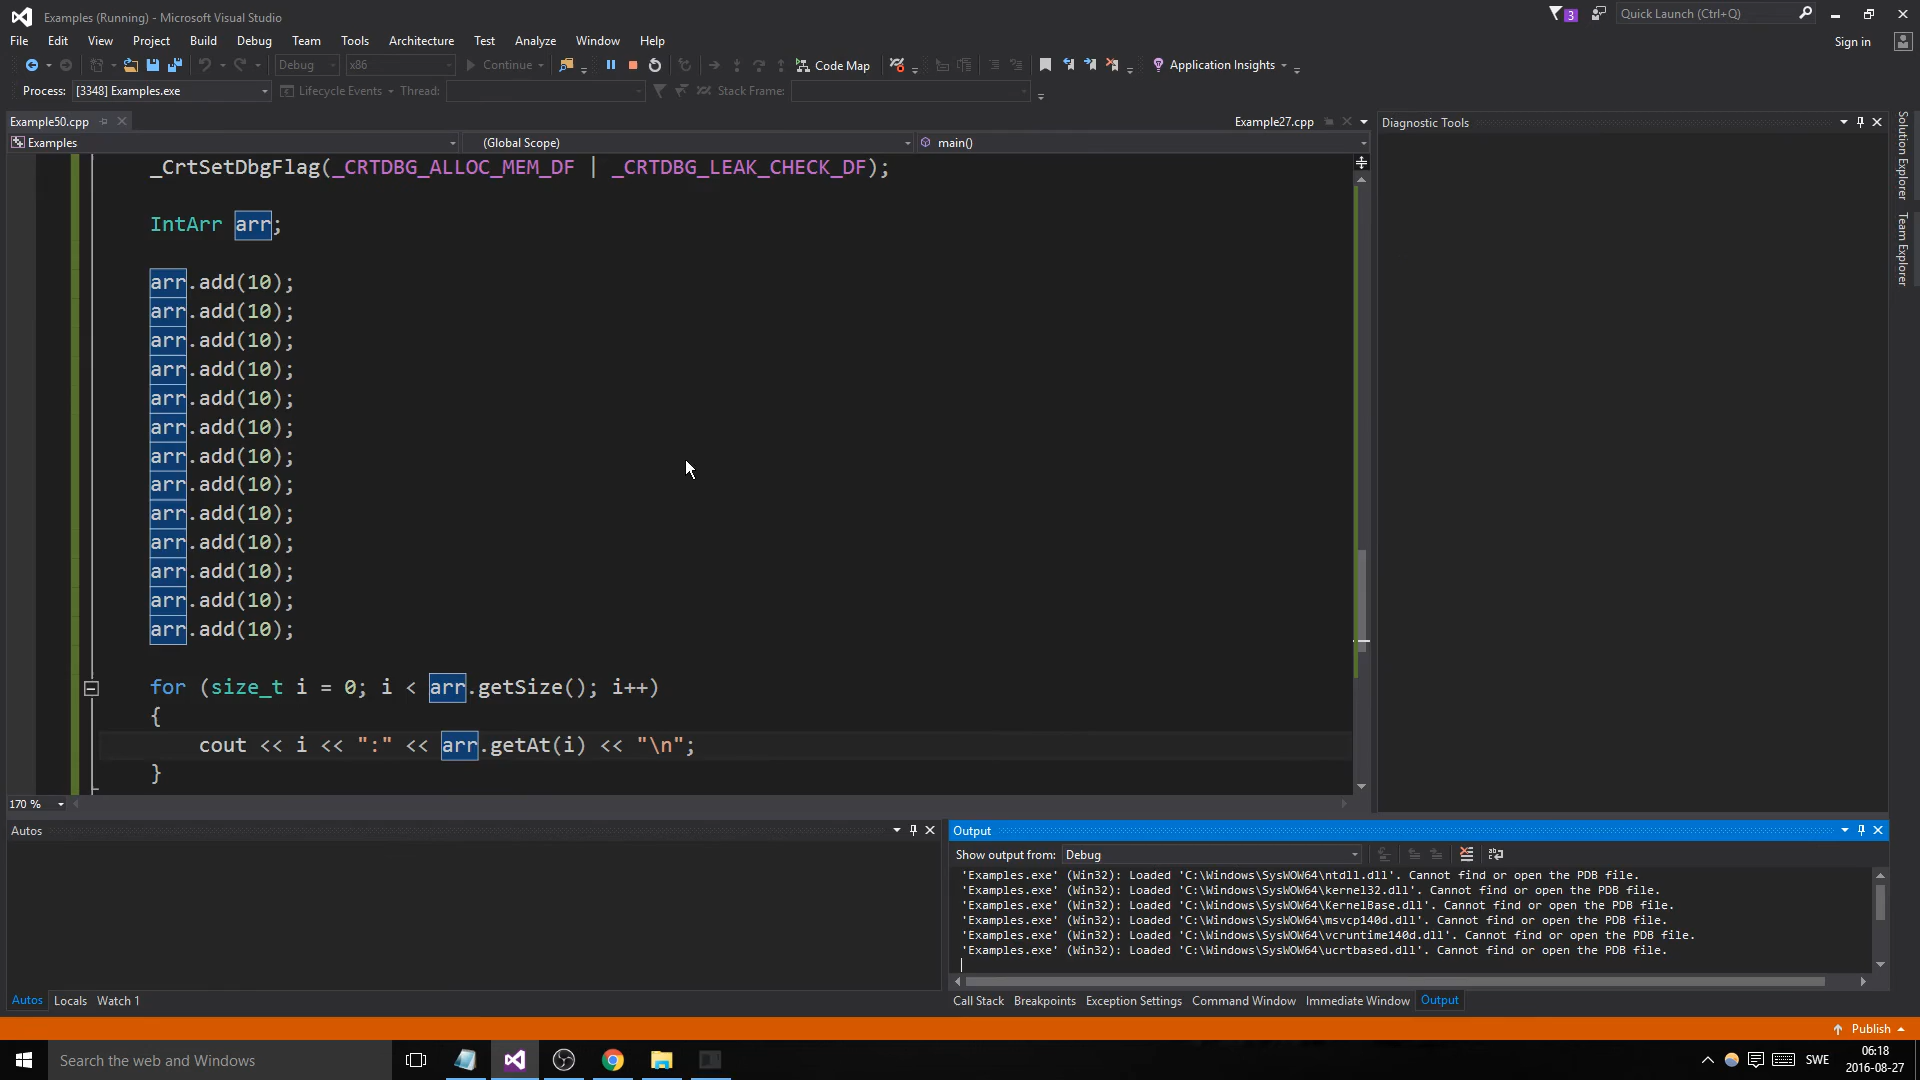 Examples (Running) - Microsoft Visual Studio
3
Quick Launch (Ctrl+Q)
File Edit View Project Build Debug Team Tools Architecture Test Analyze Window Help
Sign in
Debug x86 Continue Code Map Application Insights
Process: [3348] Examples.exe Lifecycle Events Thread: Stack Frame:
Example50.cpp
Example27.cpp
Diagnostic Tools
Examples (Global Scope) main()
_CrtSetDbgFlag(_CRTDBG_ALLOC_MEM_DF | _CRTDBG_LEAK_CHECK_DF);
IntArr arr;
arr.add(10);
arr.add(10);
arr.add(10);
arr.add(10);
arr.add(10);
arr.add(10);
arr.add(10);
arr.add(10);
arr.add(10);
arr.add(10);
arr.add(10);
arr.add(10);
arr.add(10);
for (size_t i = 0; i < arr.getSize(); i++)
{
cout << i << ":" << arr.getAt(i) << "\n";
}
170 %
Solution Explorer
Team Explorer
Autos
Autos Locals Watch 1
Output
Show output from: Debug
'Examples.exe' (Win32): Loaded 'C:\Windows\SysWOW64\ntdll.dll'. Cannot find or open the PDB file.
'Examples.exe' (Win32): Loaded 'C:\Windows\SysWOW64\kernel32.dll'. Cannot find or open the PDB file.
'Examples.exe' (Win32): Loaded 'C:\Windows\SysWOW64\KernelBase.dll'. Cannot find or open the PDB file.
'Examples.exe' (Win32): Loaded 'C:\Windows\SysWOW64\msvcp140d.dll'. Cannot find or open the PDB file.
'Examples.exe' (Win32): Loaded 'C:\Windows\SysWOW64\vcruntime140d.dll'. Cannot find or open the PDB file.
'Examples.exe' (Win32): Loaded 'C:\Windows\SysWOW64\ucrtbased.dll'. Cannot find or open the PDB file.
Call Stack Breakpoints Exception Settings Command Window Immediate Window Output
Publish
Search the web and Windows
SWE
06:18
2016-08-27